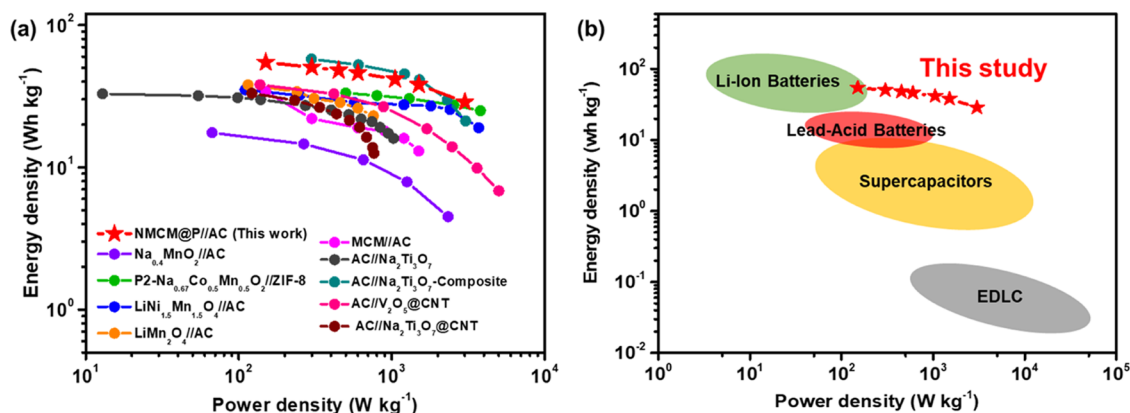 (a)
Energy density (Wh kg⁻¹)
10²
10¹
10⁰
NMCM@P//AC (This work)
Na₀.₄MnO₂//AC
P2-Na₀.₆₇Co₀.₅Mn₀.₅O₂//ZIF-8
LiNi₁.₅Mn₁.₅O₄//AC
LiMn₂O₄//AC
MCM//AC
AC//Na₂Ti₃O₇
AC//Na₂Ti₃O₇-Composite
AC//V₂O₅@CNT
AC//Na₂Ti₃O₇@CNT
10¹
10²
10³
10⁴
Power density (W kg⁻¹)
(b)
Energy density (wh kg⁻¹)
10³
10²
10¹
10⁰
10⁻¹
10⁻²
Li-Ion Batteries
This study
Lead-Acid Batteries
Supercapacitors
EDLC
10⁰
10¹
10²
10³
10⁴
10⁵
Power density (W kg⁻¹)